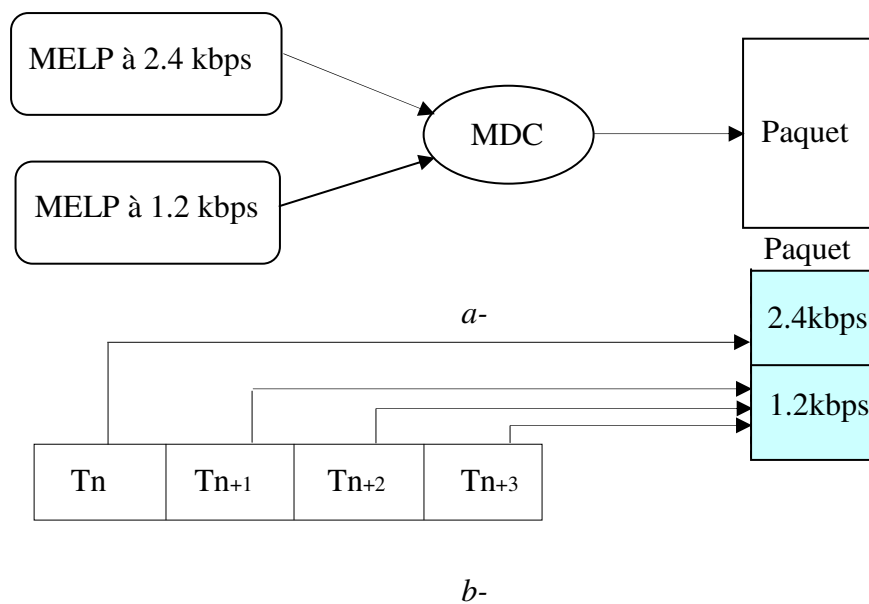 MELP à 2.4 kbps
MDC
Paquet
MELP à 1.2 kbps
Paquet
a-
2.4kbps
1.2kbps
Tn Tn+1 Tn+2 Tn+3
b-